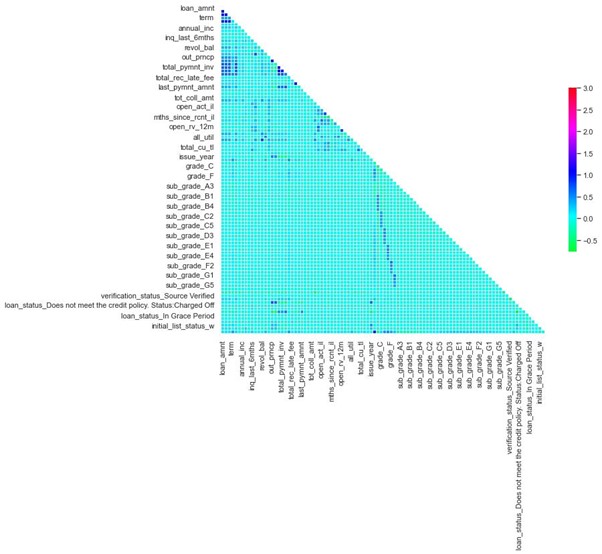 loan_amnt
term
annual_inc
inq_last_6mths
revol_bal
out_prncp
total_pymnt_inv
total_rec_late_fee
last_pymnt_amnt
tot_coll_amt
open_act_il
mths_since_rcnt_il
open_rv_12m
all_util
total_cu_tl
issue_year
grade_C
grade_F
sub_grade_A3
sub_grade_B1
sub_grade_B4
sub_grade_C2
sub_grade_C5
sub_grade_D3
sub_grade_E1
sub_grade_E4
sub_grade_F2
sub_grade_G1
sub_grade_G5
verification_status_Source Verified
loan_status_Does not meet the credit policy. Status:Charged Off
loan_status_In Grace Period
initial_list_status_w
loan_amnt
term
annual_inc
inq_last_6mths
revol_bal
out_prncp
total_pymnt_inv
total_rec_late_fee
last_pymnt_amnt
tot_coll_amt
open_act_il
mths_since_rcnt_il
open_rv_12m
all_util
total_cu_tl
issue_year
grade_C
grade_F
sub_grade_A3
sub_grade_B1
sub_grade_B4
sub_grade_C2
sub_grade_C5
sub_grade_D3
sub_grade_E1
sub_grade_E4
sub_grade_F2
sub_grade_G1
sub_grade_G5
verification_status_Source Verified
loan_status_Does not meet the credit policy. Status:Charged Off
loan_status_In Grace Period
initial_list_status_w
3.0
2.5
2.0
1.5
1.0
0.5
0.0
−0.5